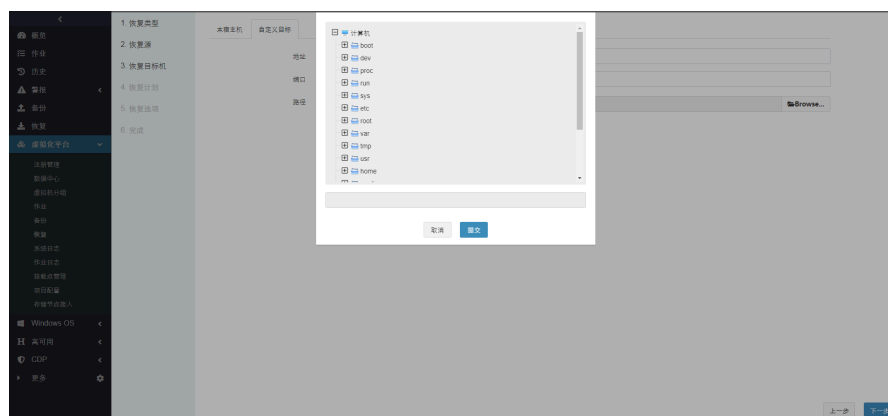 概览
作业
历史
警报
备份
恢复
虚拟化平台
注册管理
数据中心
虚拟机分组
作业
备份
恢复
系统日志
作业日志
挂载点管理
项目配置
存储节点接入
Windows OS
高可用
CDP
更多
1. 恢复类型
2. 恢复源
3. 恢复目标机
4. 恢复计划
5. 恢复选项
6. 完成
本宿主机 自定义目标
地址
端口
路径
Browse...
计算机
boot
dev
proc
run
sys
etc
root
var
tmp
usr
home
取消 提交
上一步 下一步